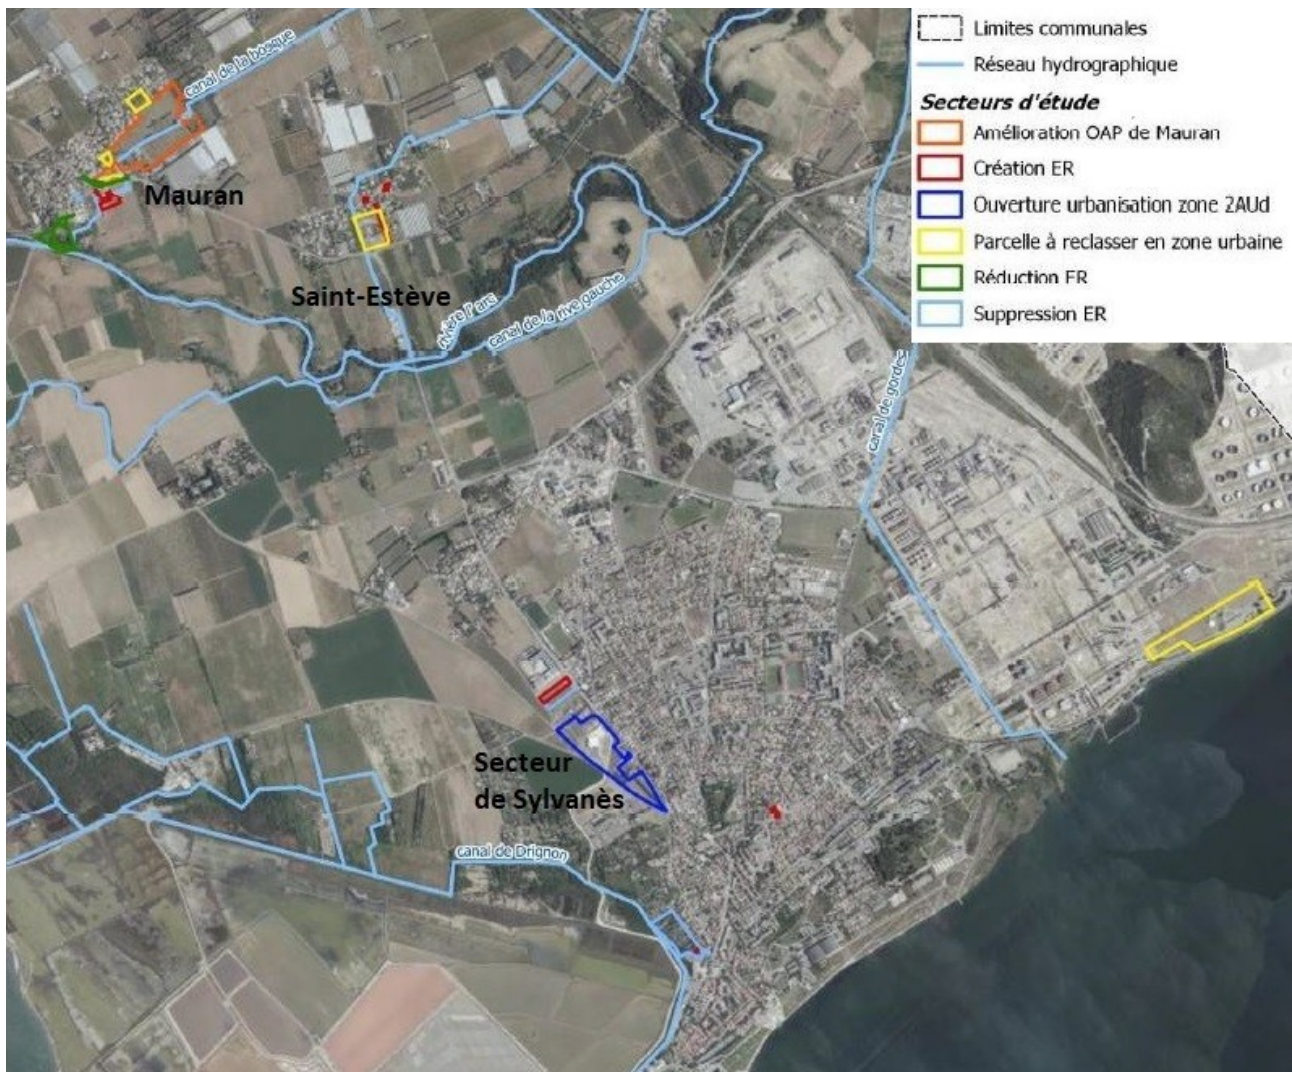 Limites communales
Réseau hydrographique
Secteurs d'étude
Amélioration OAP de Mauran
Création ER
Ouverture urbanisation zone 2AUd
Parcelle à reclasser en zone urbaine
Réduction ER
Suppression ER
canal de la bosque
Mauran
Saint-Estève
rivière l'arc
canal de la rive gauche
canal de gordes
Secteur
de Sylvanès
canal de Drignon